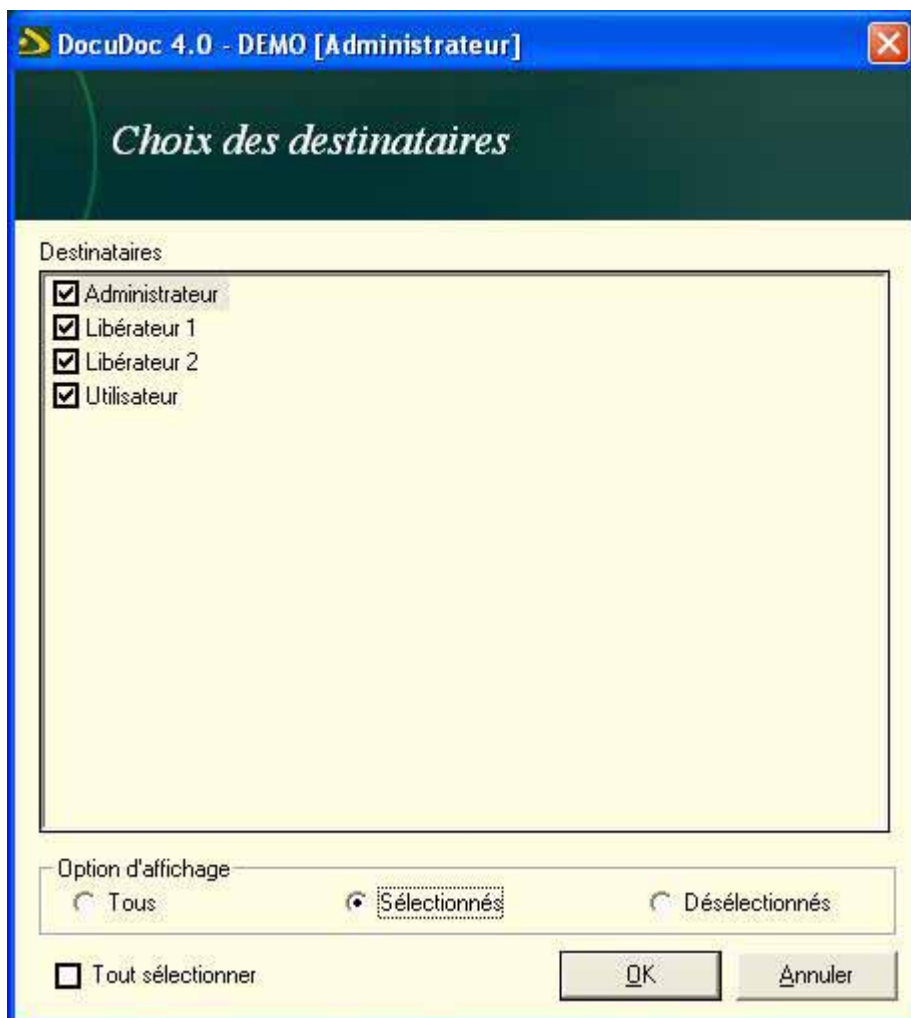 DocuDoc 4.0 - DEMO [Administrateur]
Choix des destinataires
Destinataires
Administrateur
Libérateur 1
Libérateur 2
Utilisateur
Option d'affichage
Tous Sélectionnés Désélectionnés
Tout sélectionner OK Annuler